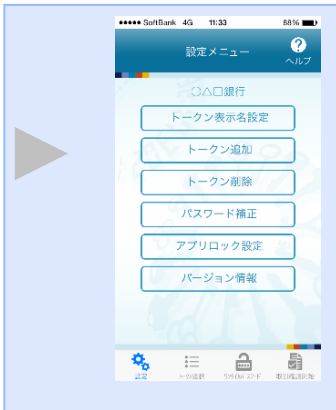 SoftBank 4G 11:33 88%
設定メニュー
?
ヘルプ
○△□銀行
トークン表示名設定
トークン追加
トークン削除
パスワード補正
アプリロック設定
バージョン情報
設定